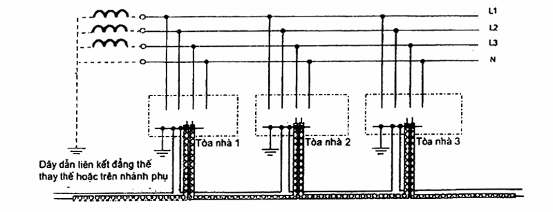 L1
L2
L3
N
Tòa nhà 1
Tòa nhà 2
Tòa nhà 3
Dây dẫn liên kết đẳng thế
thay thế hoặc trên nhánh phụ